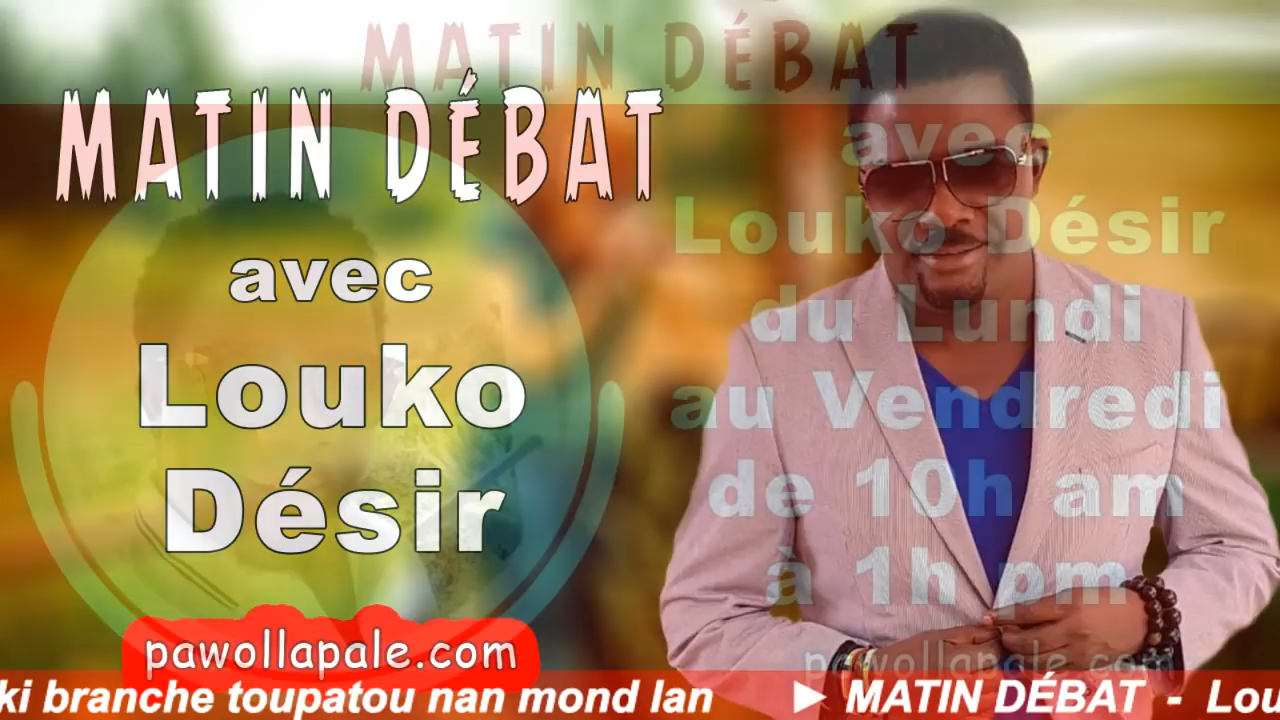 MATIN DÉBAT
MATIN DÉBAT
avec
Louko
Désir
pawollapale.com
avec
Louko Désir
du Lundi
au Vendredi
de 10h am
à 1h pm
pawollapale.com
ki branche toupatou nan mond lan ► MATIN DÉBAT - Lou